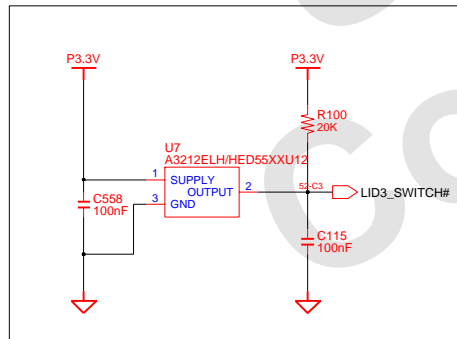 P3.3V
P3.3V
R100
20K
U7
A3212ELH/HED55XXU12
1
SUPPLY
OUTPUT
2
52-C3
LID3_SWITCH#
3
GND
C558
100nF
C115
100nF